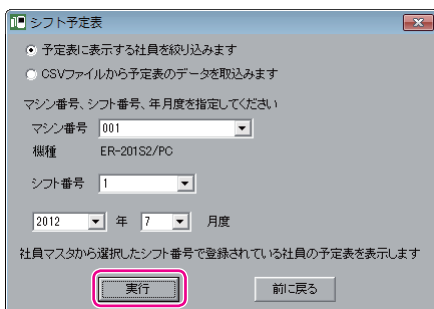 シフト予定表
予定表に表示する社員を絞り込みます
CSVファイルから予定表のデータを取込みます
マシン番号、シフト番号、年月度を指定してください
マシン番号 001
機種 ER-201S2/PC
シフト番号 1
2012 年 7 月度
社員マスタから選択したシフト番号で登録されている社員の予定表を表示します
実行 前に戻る